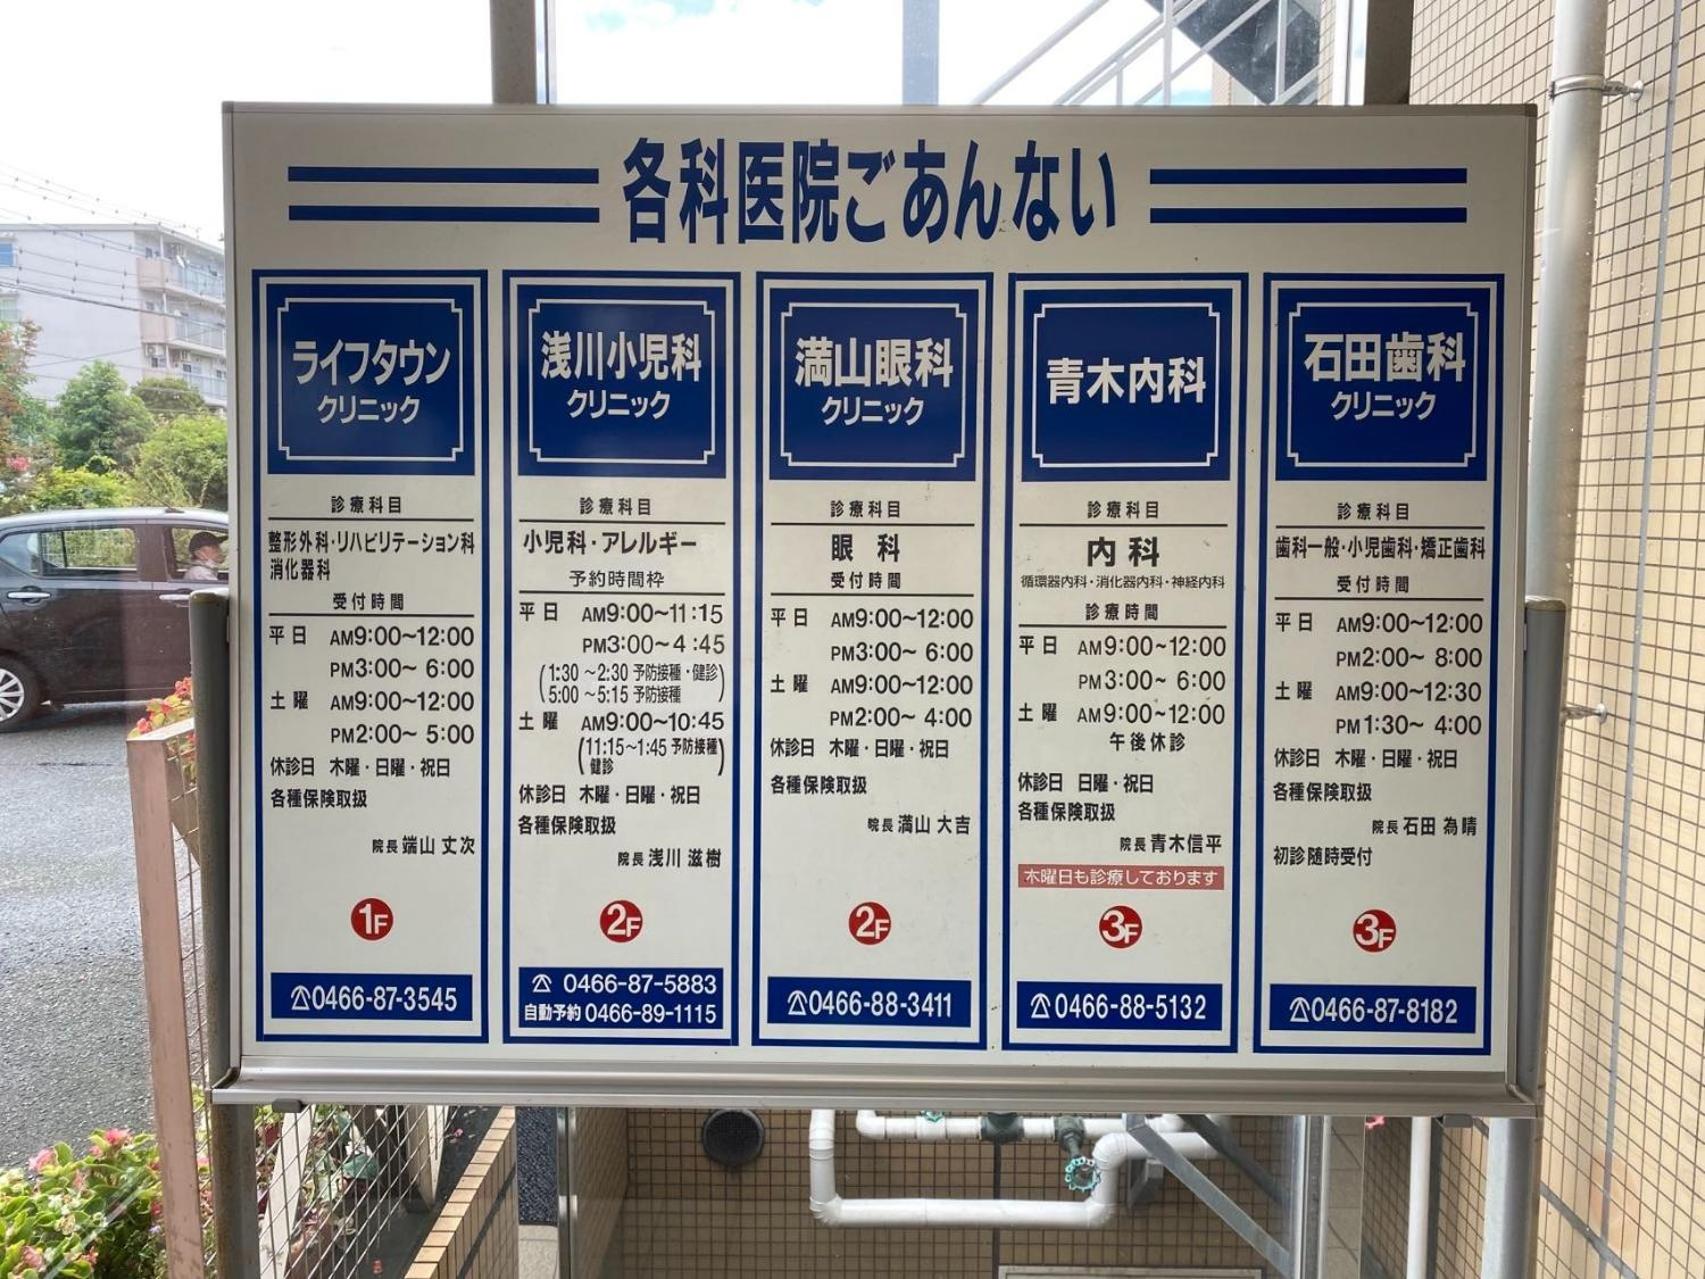 各科医院ごあんない
ライフタウン
クリニック
診療科目
整形外科・リハビリテーション科
消化器科
受付時間
平日 AM9:00～12:00
PM3:00～6:00
土曜 AM9:00～12:00
PM2:00～5:00
休診日 木曜・日曜・祝日
各種保険取扱
院長 端山 丈次
1F
☎0466-87-3545
浅川小児科
クリニック
診療科目
小児科・アレルギー
予約時間枠
平日 AM9:00～11:15
PM3:00～4:45
(1:30～2:30 予防接種・健診
5:00～5:15 予防接種)
土曜 AM9:00～10:45
(11:15～1:45 予防接種
健診)
休診日 木曜・日曜・祝日
各種保険取扱
院長 浅川 滋樹
2F
☎ 0466-87-5883
自動予約 0466-89-1115
満山眼科
クリニック
診療科目
眼科
受付時間
平日 AM9:00～12:00
PM3:00～6:00
土曜 AM9:00～12:00
PM2:00～4:00
休診日 木曜・日曜・祝日
各種保険取扱
院長 満山 大吉
2F
☎0466-88-3411
青木内科
診療科目
内科
循環器内科・消化器内科・神経内科
診療時間
平日 AM9:00～12:00
PM3:00～6:00
土曜 AM9:00～12:00
午後休診
休診日 日曜・祝日
各種保険取扱
院長 青木信平
木曜日も診療しております
3F
☎0466-88-5132
石田歯科
クリニック
診療科目
歯科一般・小児歯科・矯正歯科
受付時間
平日 AM9:00～12:00
PM2:00～8:00
土曜 AM9:00～12:30
PM1:30～4:00
休診日 木曜・日曜・祝日
各種保険取扱
院長 石田 為晴
初診随時受付
3F
☎0466-87-8182